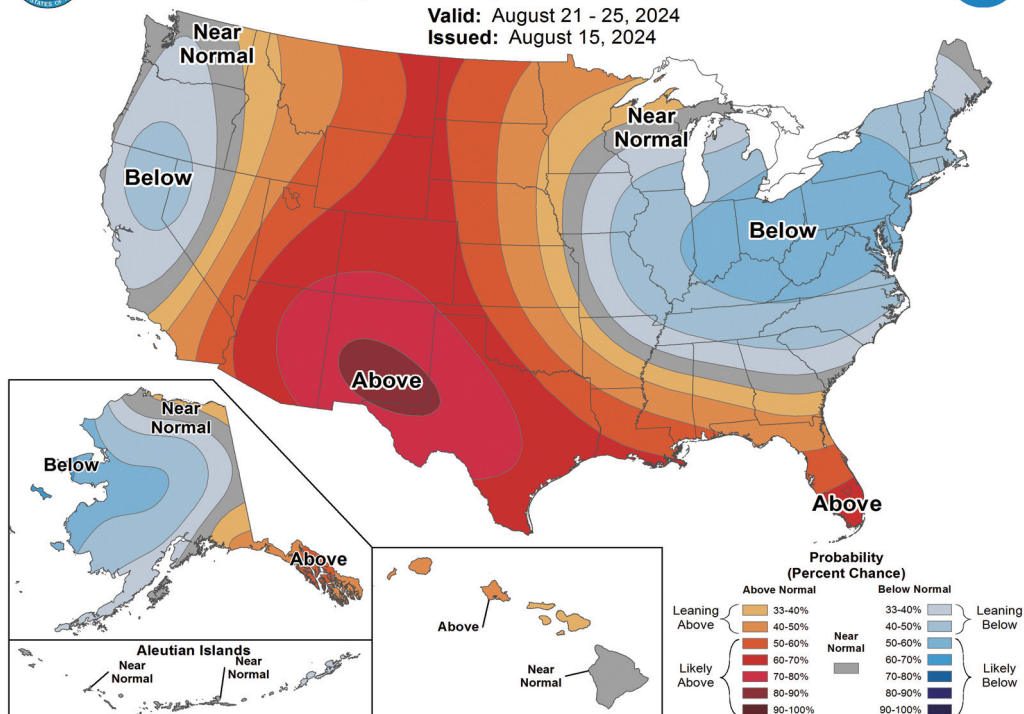 STATES OF
Valid: August 21 - 25, 2024
Issued: August 15, 2024
Near
Normal
Near
Normal
Below
Below
Above
Above
Near
Normal
Below
Above
Aleutian Islands
Near
Normal
Near
Normal
Above
Near
Normal
Probability
(Percent Chance)
Above Normal
Below Normal
Leaning
Above
33-40%
40-50%
Likely
Above
50-60%
60-70%
70-80%
80-90%
90-100%
Near
Normal
33-40%
40-50%
Leaning
Below
50-60%
60-70%
70-80%
80-90%
90-100%
Likely
Below